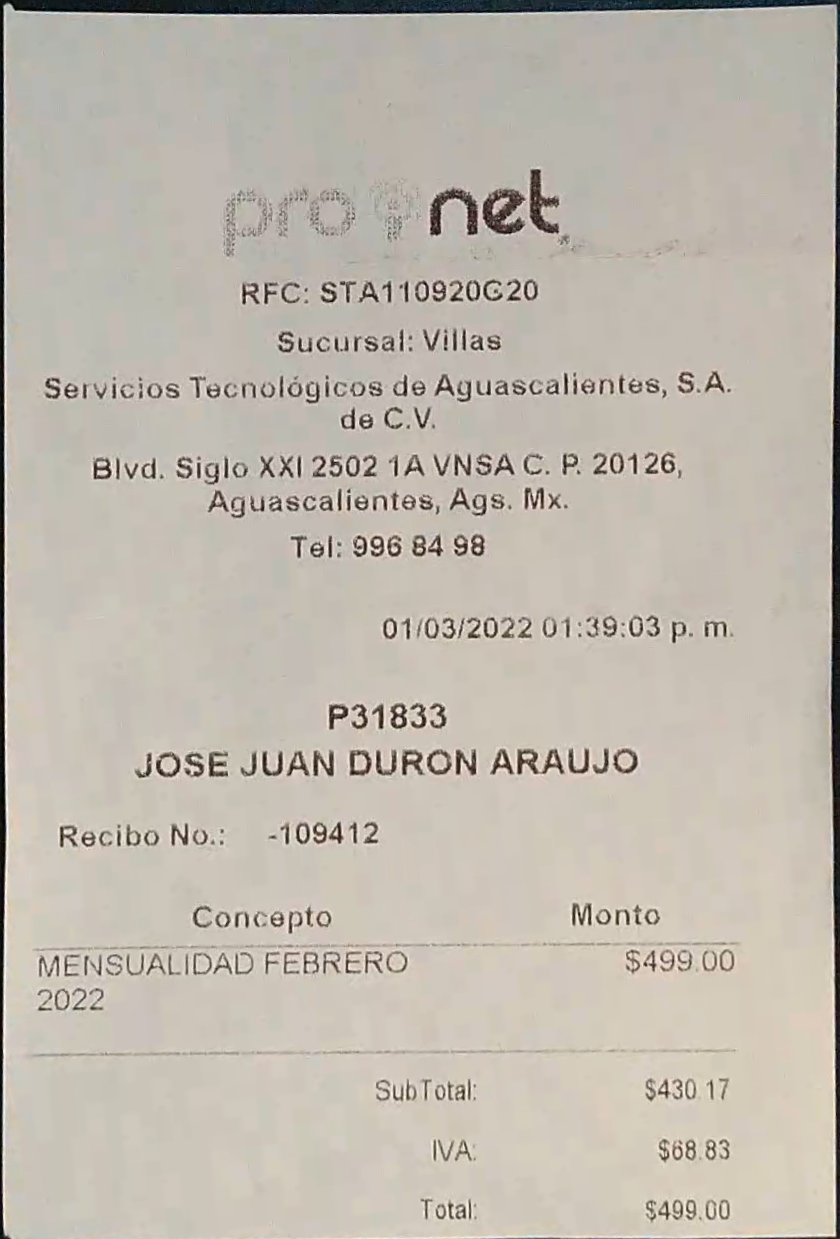 pro net
RFC: STA110920G20
Sucursal: Villas
Servicios Tecnológicos de Aguascalientes, S.A.
de C.V.
Blvd. Siglo XXI 2502 1A VNSA C. P. 20126,
Aguascalientes, Ags. Mx.
Tel: 996 84 98
01/03/2022 01:39:03 p. m.
P31833
JOSE JUAN DURON ARAUJO
Recibo No.: -109412
Concepto Monto
MENSUALIDAD FEBRERO $499.00
2022
SubTotal: $430.17
IVA: $68.83
Total: $499.00